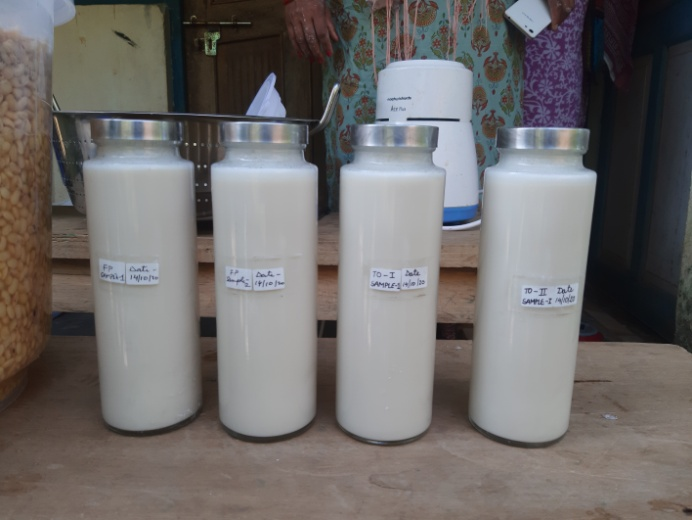 FP
SAMPLE-1
Date -
14/10/20
FP
Sample-2
Date -
14/10/20
TO-I
SAMPLE-1
Date
14/10/20
TO-II
SAMPLE-I
Date
14/10/20